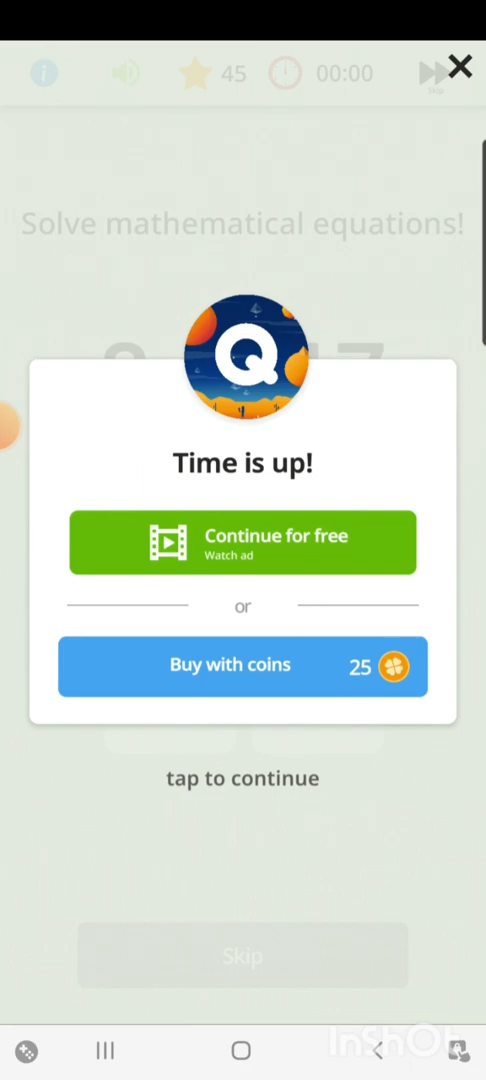 45
00:00
Skip
Solve mathematical equations!
Q
Time is up!
Continue for free
Watch ad
or
Buy with coins
25
tap to continue
Skip
InShOt